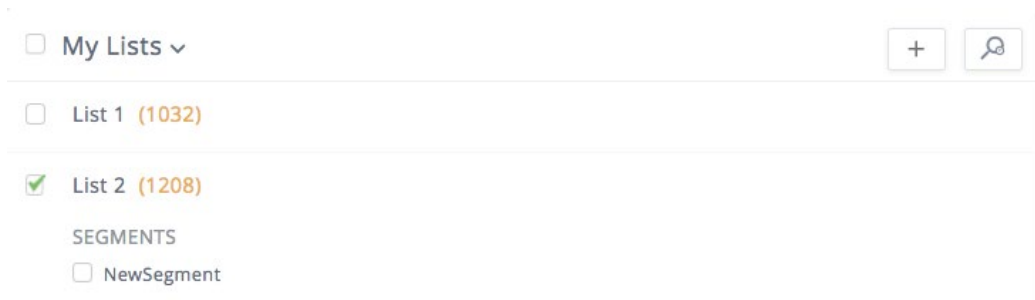 My Lists
List 1 (1032)
List 2 (1208)
SEGMENTS
NewSegment